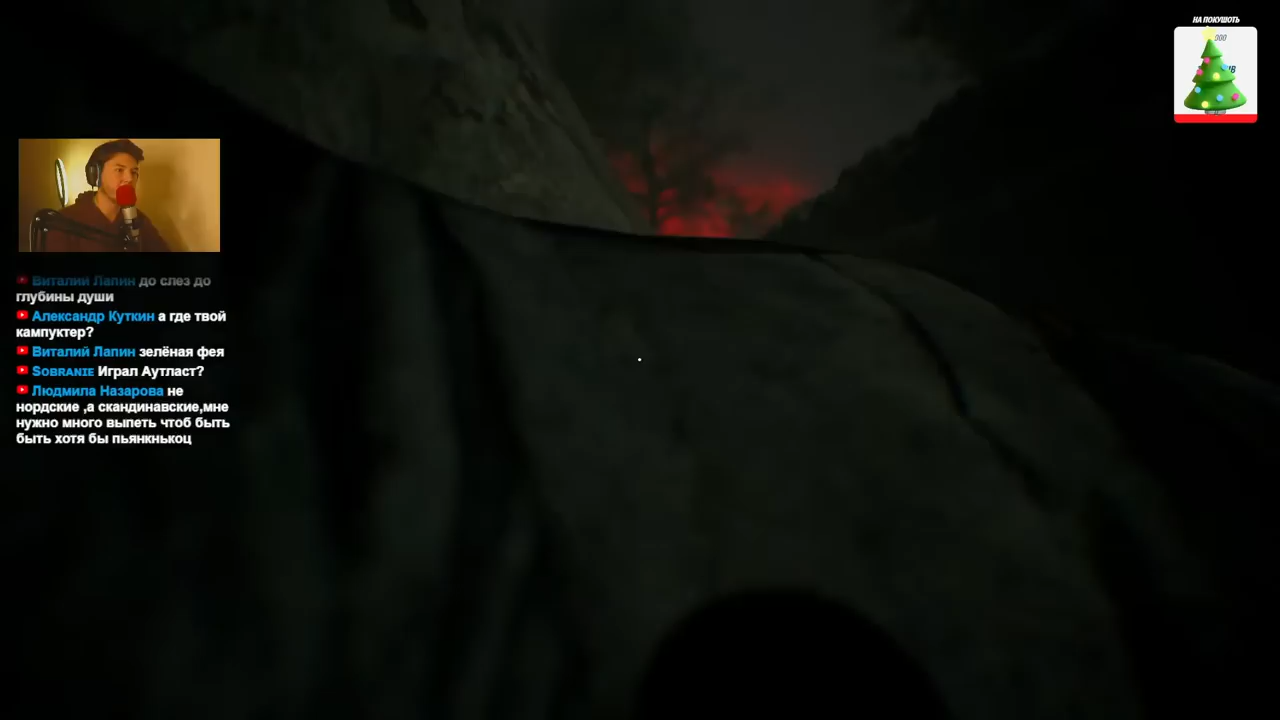 НА ПОКУШОТЬ
000
Виталий Лапин до слез до
глубины души
Александр Куткин а где твой
кампуктер?
Виталий Лапин зелёная фея
SOBRANIE Играл Аутласт?
Людмила Назарова не
нордские ,а скандинавские,мне
нужно много выпеть чтоб быть
быть хотя бы пьянкнькоц